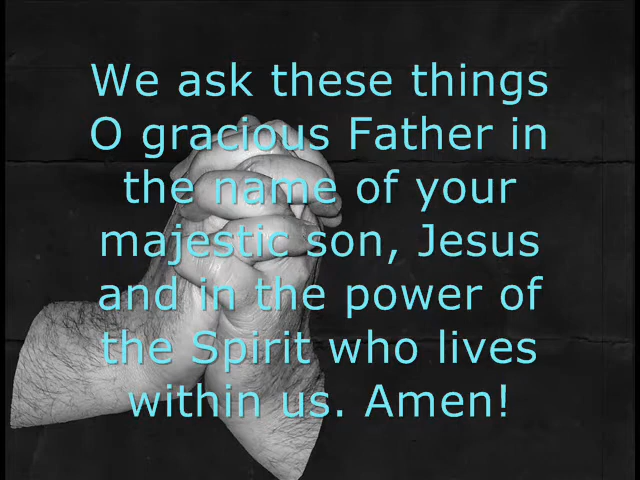 We ask these things
O gracious Father in
the name of your
majestic son, Jesus
and in the power of
the Spirit who lives
within us. Amen!